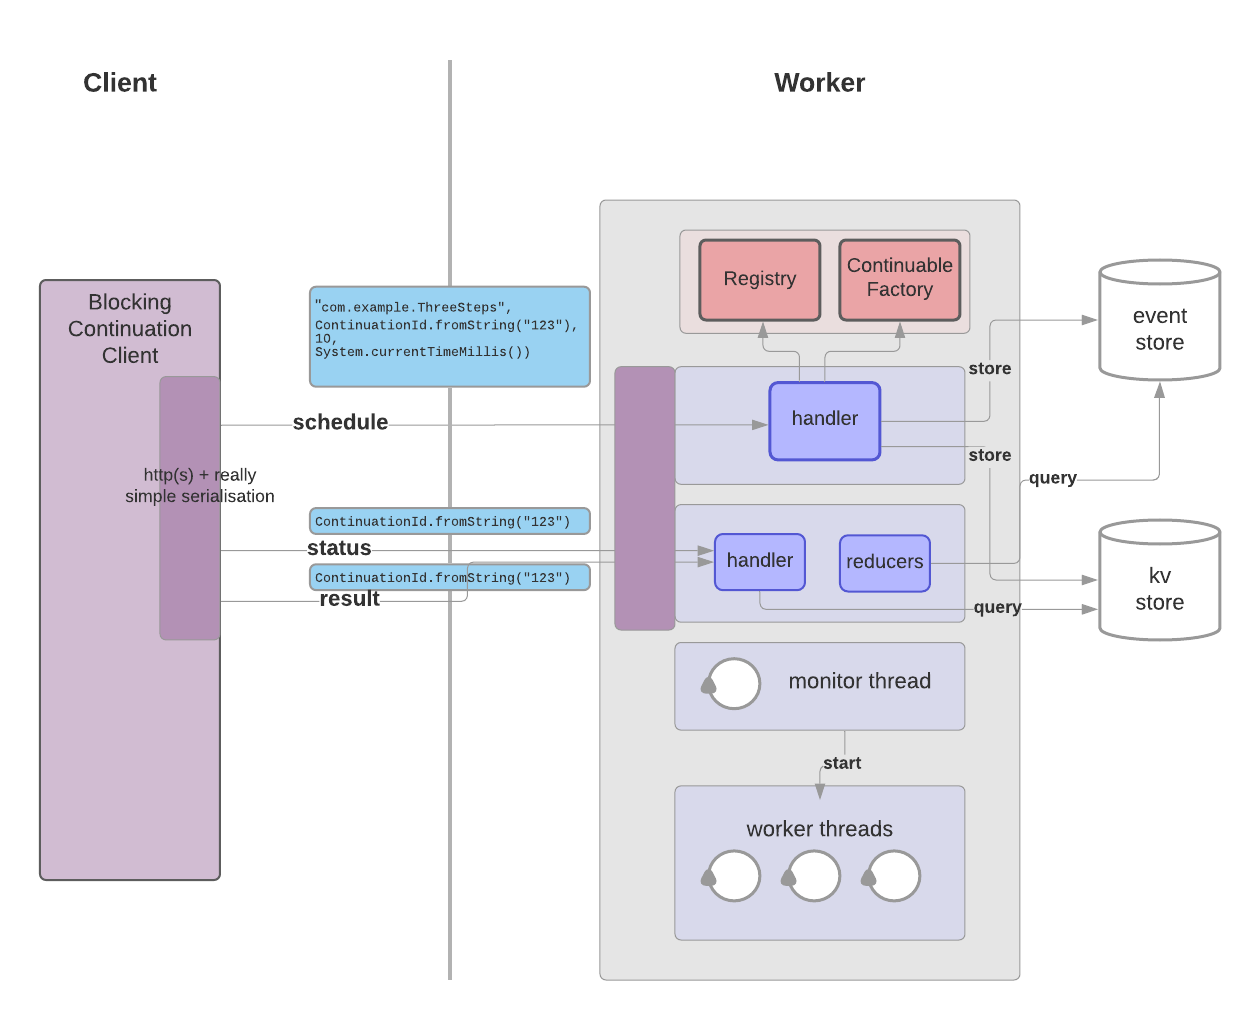 Client
Worker
Blocking
Continuation
Client
"com.example.ThreeSteps",
ContinuationId.fromString("123"),
10,
System.currentTimeMillis())
Registry
Continuable
Factory
event
store
store
schedule
handler
store
http(s) + really
simple serialisation
query
ContinuationId.fromString("123")
status
handler
reducers
ContinuationId.fromString("123")
result
kv
store
query
monitor thread
start
worker threads